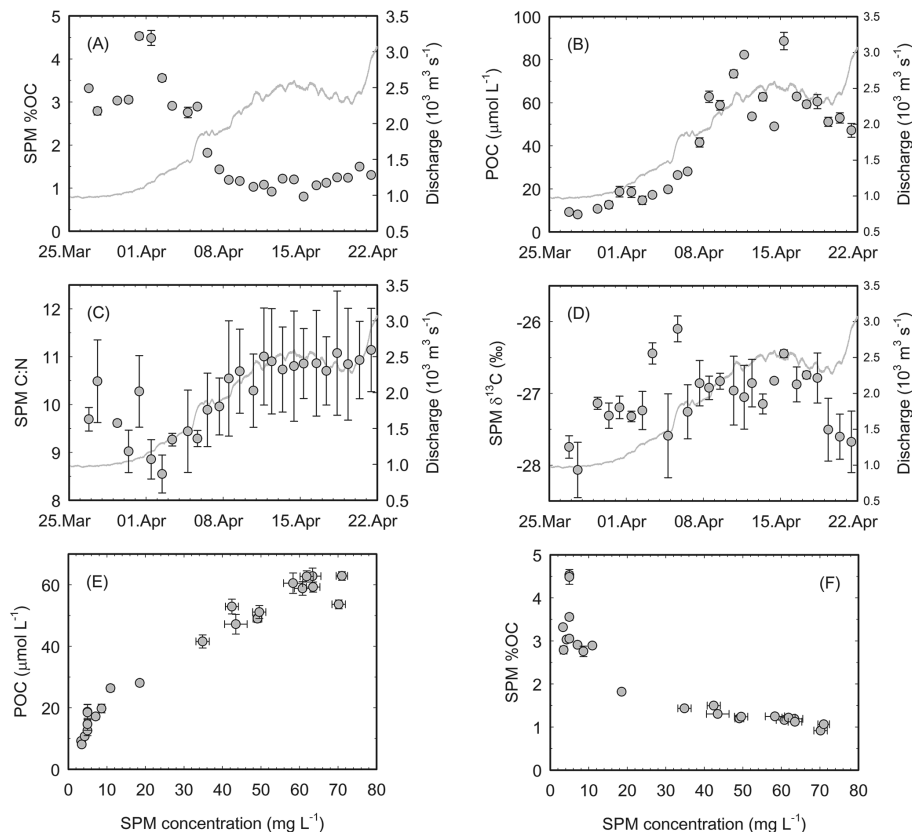 (A)
SPM %OC
5
4
3
2
1
0
Discharge (10³ m³ s⁻¹)
3.5
3.0
2.5
2.0
1.5
1.0
0.5
25.Mar 01.Apr 08.Apr 15.Apr 22.Apr
(B)
POC (μmol L⁻¹)
100
80
60
40
20
0
Discharge (10³ m³ s⁻¹)
3.5
3.0
2.5
2.0
1.5
1.0
0.5
25.Mar 01.Apr 08.Apr 15.Apr 22.Apr
(C)
SPM C:N
12
11
10
9
8
Discharge (10³ m³ s⁻¹)
3.5
3.0
2.5
2.0
1.5
1.0
0.5
25.Mar 01.Apr 08.Apr 15.Apr 22.Apr
(D)
SPM δ¹³C (‰)
-26
-27
-28
Discharge (10³ m³ s⁻¹)
3.5
3.0
2.5
2.0
1.5
1.0
0.5
25.Mar 01.Apr 08.Apr 15.Apr 22.Apr
(E)
POC (μmol L⁻¹)
60
40
20
0
0 10 20 30 40 50 60 70 80
SPM concentration (mg L⁻¹)
(F)
SPM %OC
5
4
3
2
1
0
0 10 20 30 40 50 60 70 80
SPM concentration (mg L⁻¹)